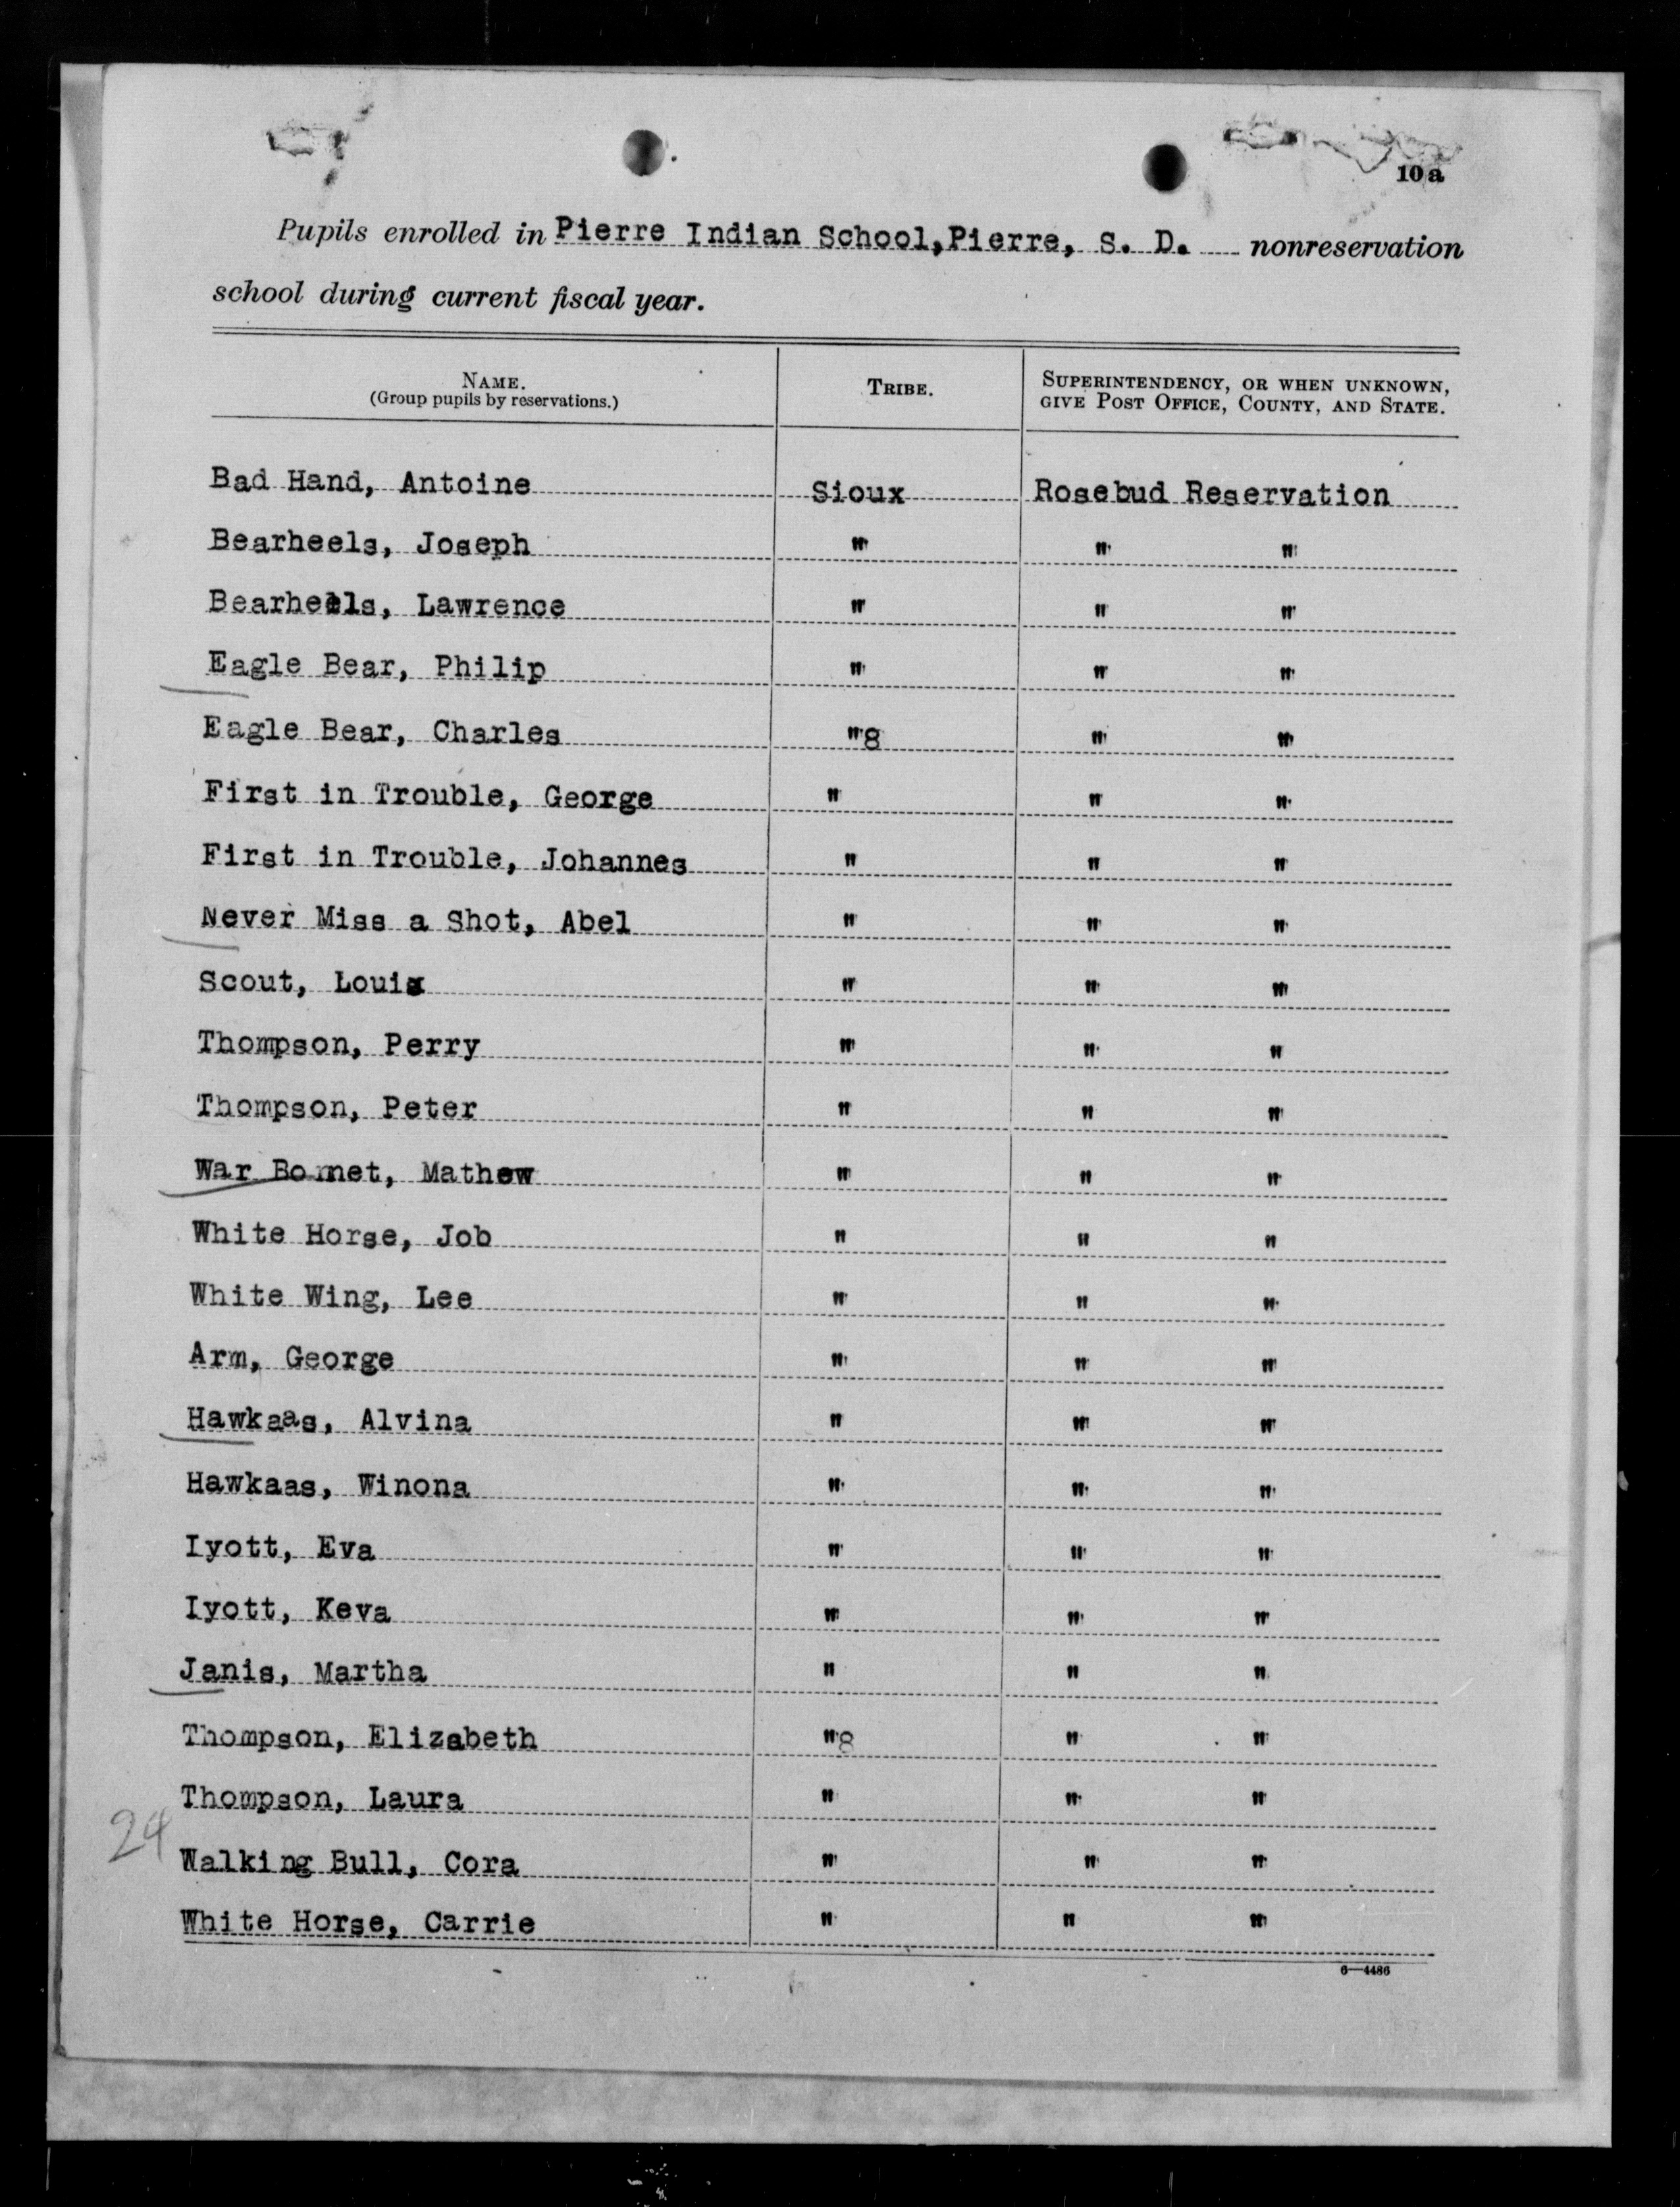 10 a
Pupils enrolled in Pierre Indian School, Pierre, S. D. nonreservation
school during current fiscal year.
NAME. TRIBE. SUPERINTENDENCY, OR WHEN UNKNOWN,
(Group pupils by reservations.) GIVE POST OFFICE, COUNTY, AND STATE.
Bad Hand, Antoine Sioux Rosebud Reservation
Bearheels, Joseph " " "
Bearheels, Lawrence " " "
Eagle Bear, Philip " " "
Eagle Bear, Charles "8 " "
First in Trouble, George " " "
First in Trouble, Johannes " " "
Never Miss a Shot, Abel " " "
Scout, Louis " " "
Thompson, Perry " " "
Thompson, Peter " " "
War Bonnet, Mathew " " "
White Horse, Job " " "
White Wing, Lee " " "
Arm, George " " "
Hawkaas, Alvina " " "
Hawkaas, Winona " " "
Iyott, Eva " " "
Iyott, Keva " " "
Janis, Martha " " "
Thompson, Elizabeth "8 " "
Thompson, Laura " " "
24
Walking Bull, Cora " " "
White Horse, Carrie " " "
6—4486